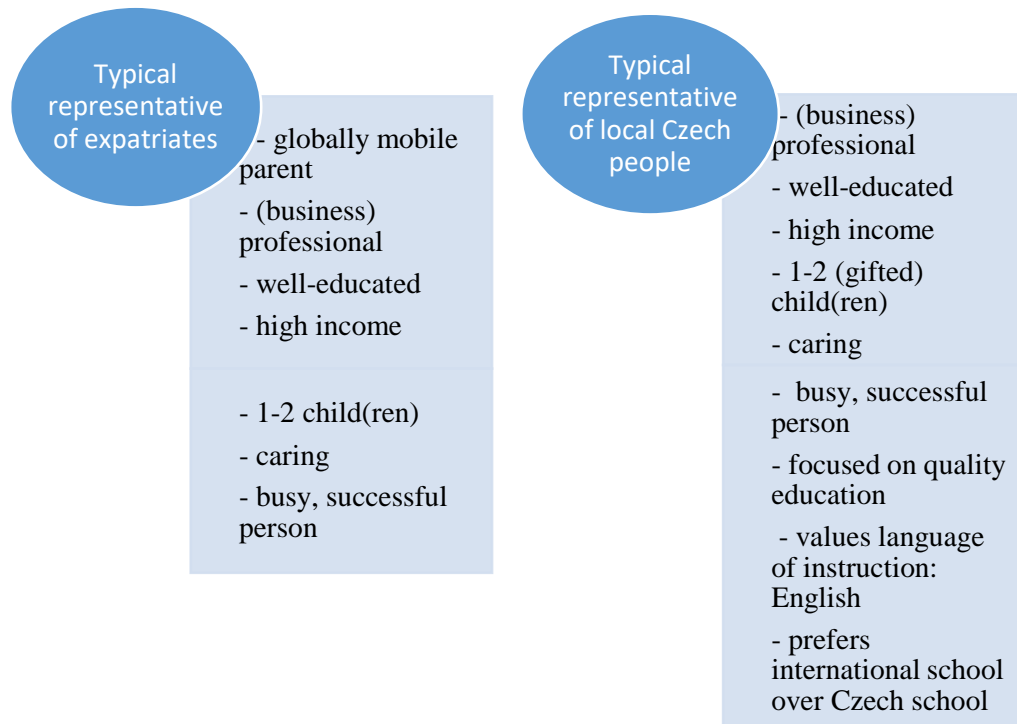 Typical
representative
of expatriates
- globally mobile
parent
- (business)
professional
- well-educated
- high income
- 1-2 child(ren)
- caring
- busy, successful
person
Typical
representative
of local Czech
people
- (business)
professional
- well-educated
- high income
- 1-2 (gifted)
child(ren)
- caring
- busy, successful
person
- focused on quality
education
- values language
of instruction:
English
- prefers
international school
over Czech school